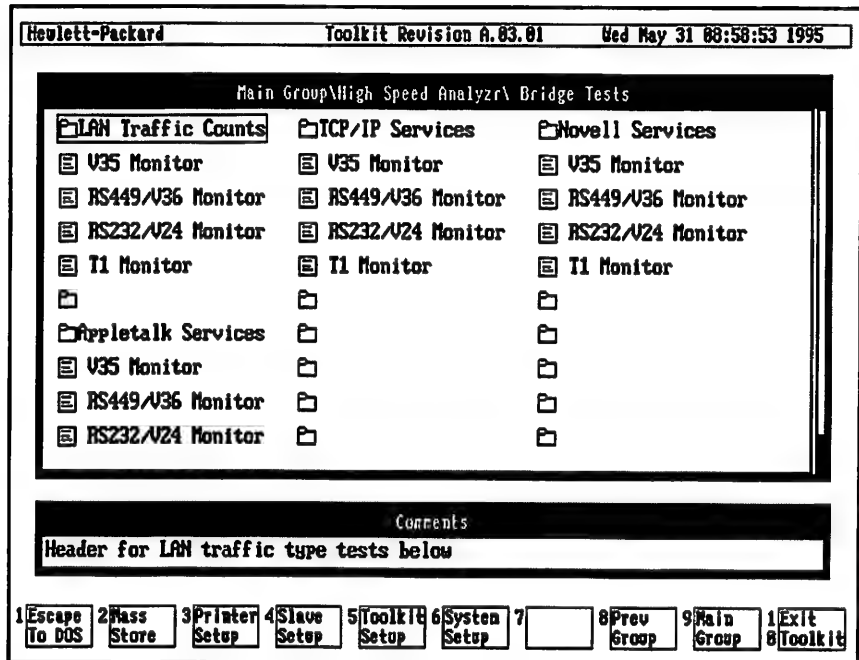 Hewlett-Packard Toolkit Revision A.03.01 Wed May 31 08:58:53 1995
Main Group\High Speed Analyzr\ Bridge Tests
LAN Traffic Counts TCP/IP Services Novell Services
V35 Monitor V35 Monitor V35 Monitor
RS449/V36 Monitor RS449/V36 Monitor RS449/V36 Monitor
RS232/V24 Monitor RS232/V24 Monitor RS232/V24 Monitor
T1 Monitor T1 Monitor T1 Monitor
Appletalk Services
V35 Monitor
RS449/V36 Monitor
RS232/V24 Monitor
Comments
Header for LAN traffic type tests below
1 Escape 2 Mass 3 Printer 4 Slave 5 Toolkit 6 System 7 8 Prev 9 Main 1 Exit
To DOS Store Setup Setup Setup Setup Group Group 0 Toolkit